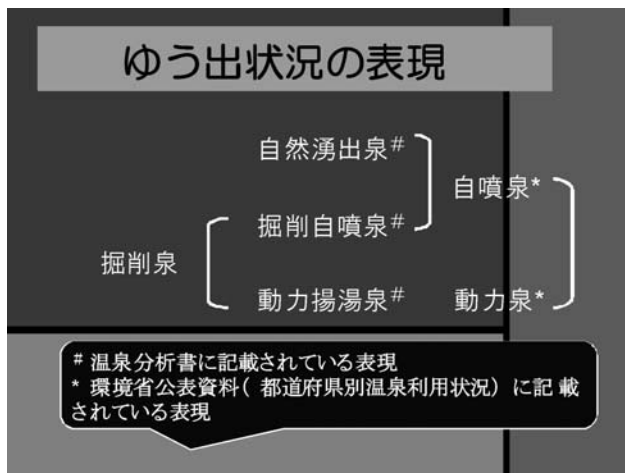 ゆう出状況の表現
自然湧出泉#
自噴泉*
掘削自噴泉#
掘削泉
動力揚湯泉# 動力泉*
# 温泉分析書に記載されている表現
* 環境省公表資料( 都道府県別温泉利用状況) に記 載
されている表現